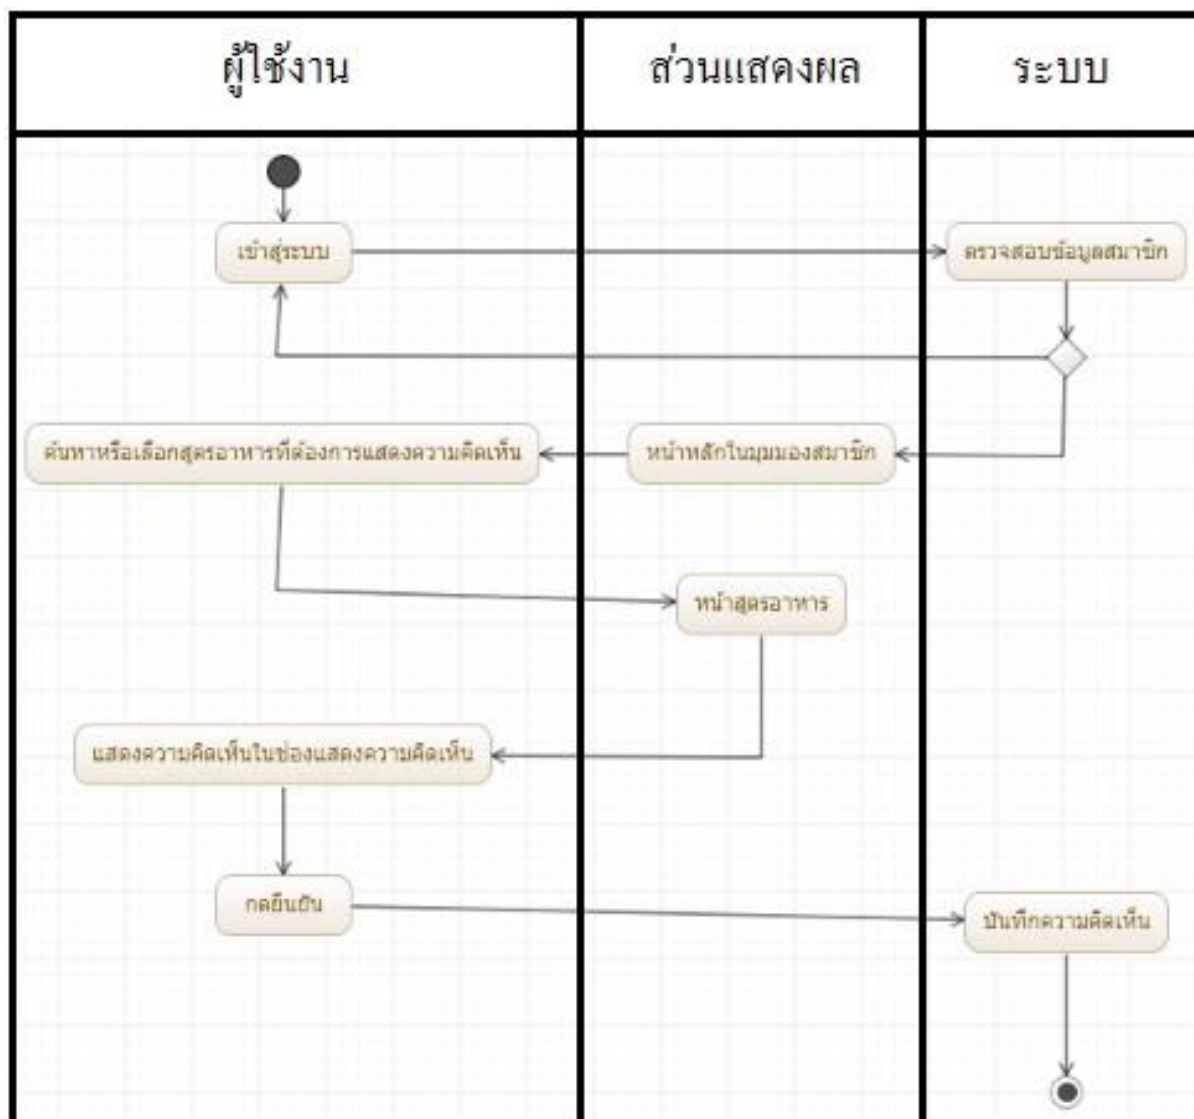 ผู้ใช้งาน
ส่วนแสดงผล
ระบบ
เข้าสู่ระบบ
ตรวจสอบข้อมูลสมาชิก
ค้นหาหรือเลือกสูตรอาหารที่ต้องการแสดงความคิดเห็น
หน้าหลักในมุมมองสมาชิก
หน้าสูตรอาหาร
แสดงความคิดเห็นในช่องแสดงความคิดเห็น
กดยืนยัน
บันทึกความคิดเห็น